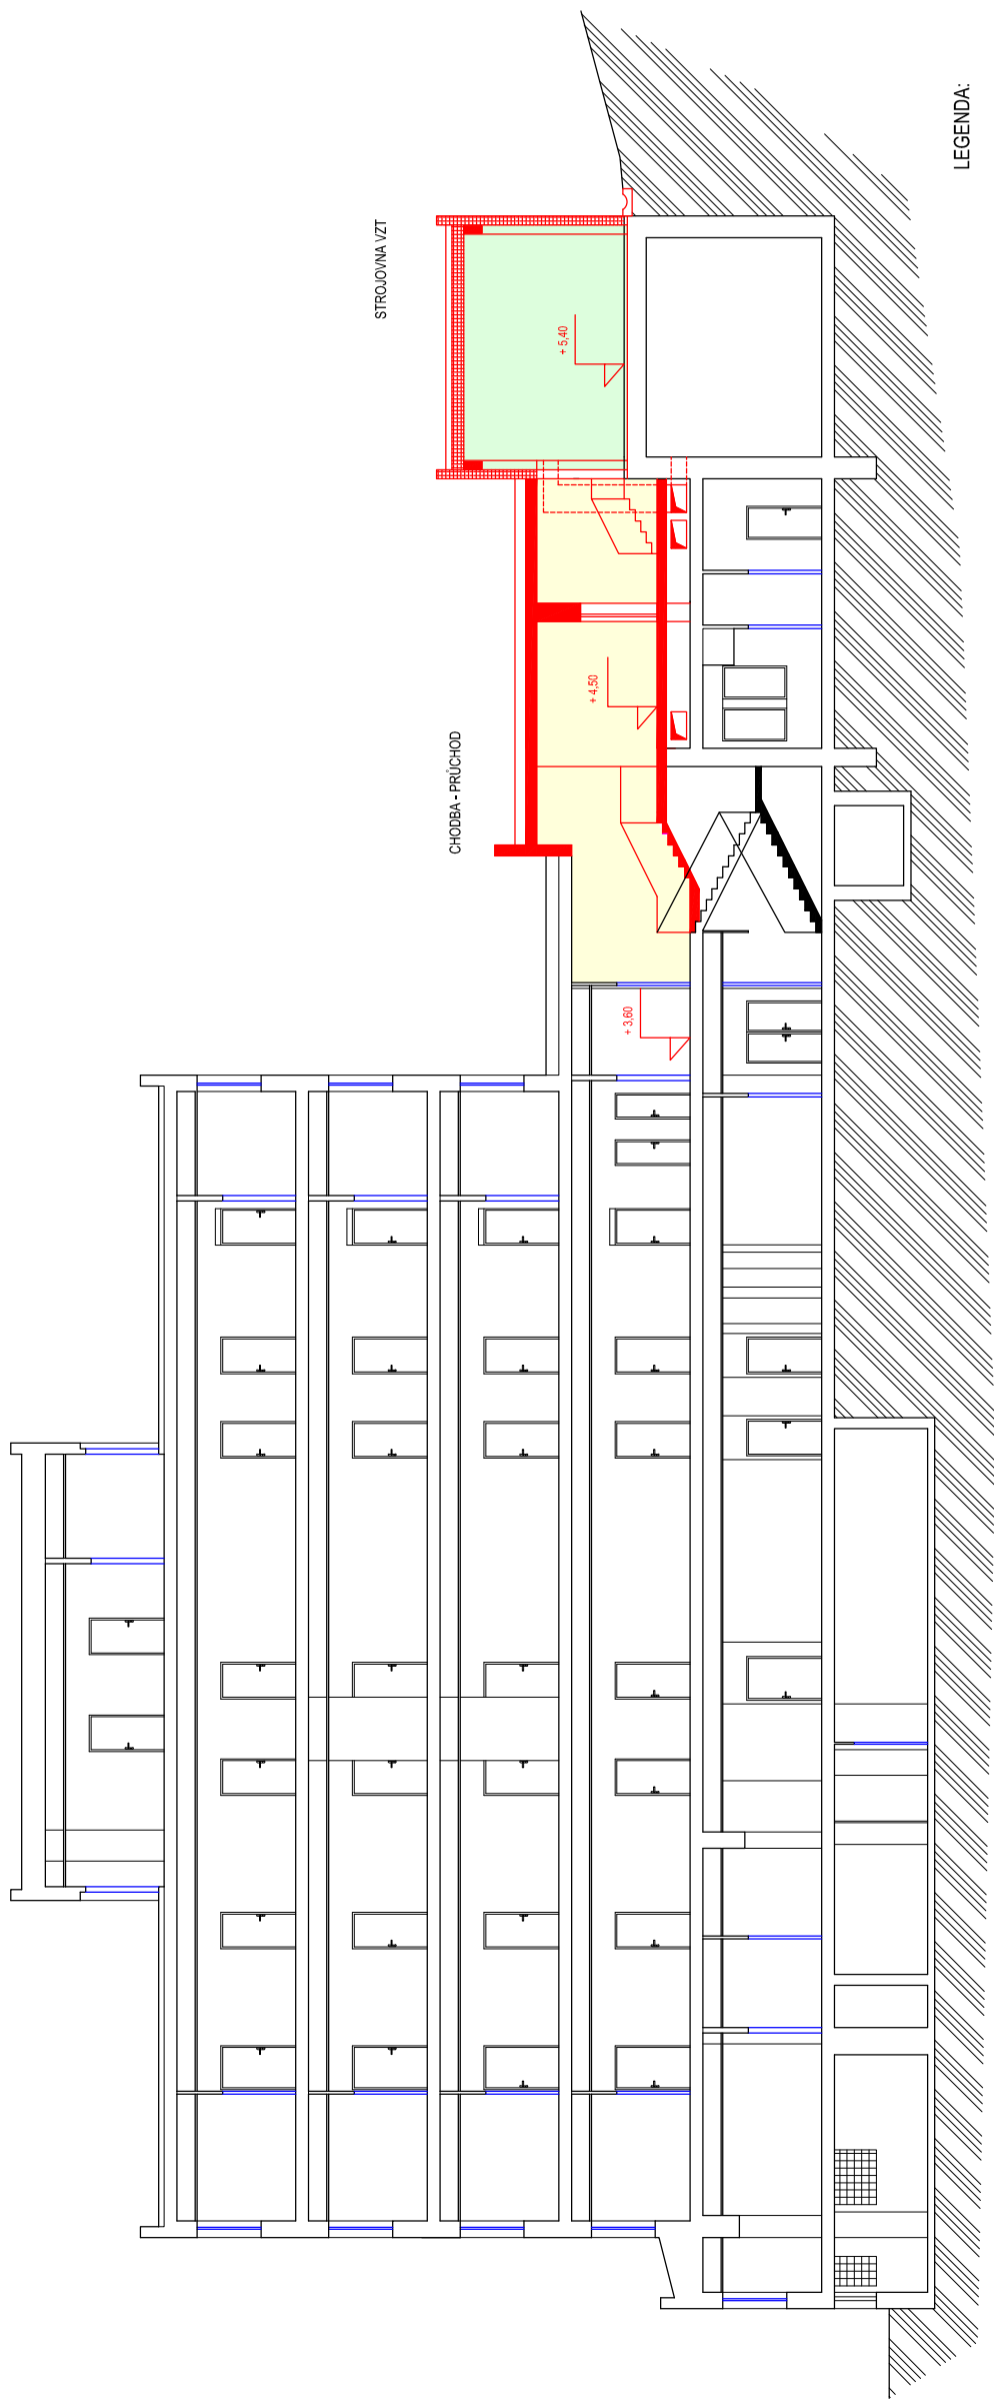 STROJOVNA VZT
CHODBA - PRŮCHOD
+ 3,60
+ 4,50
+ 5,40
LEGENDA: